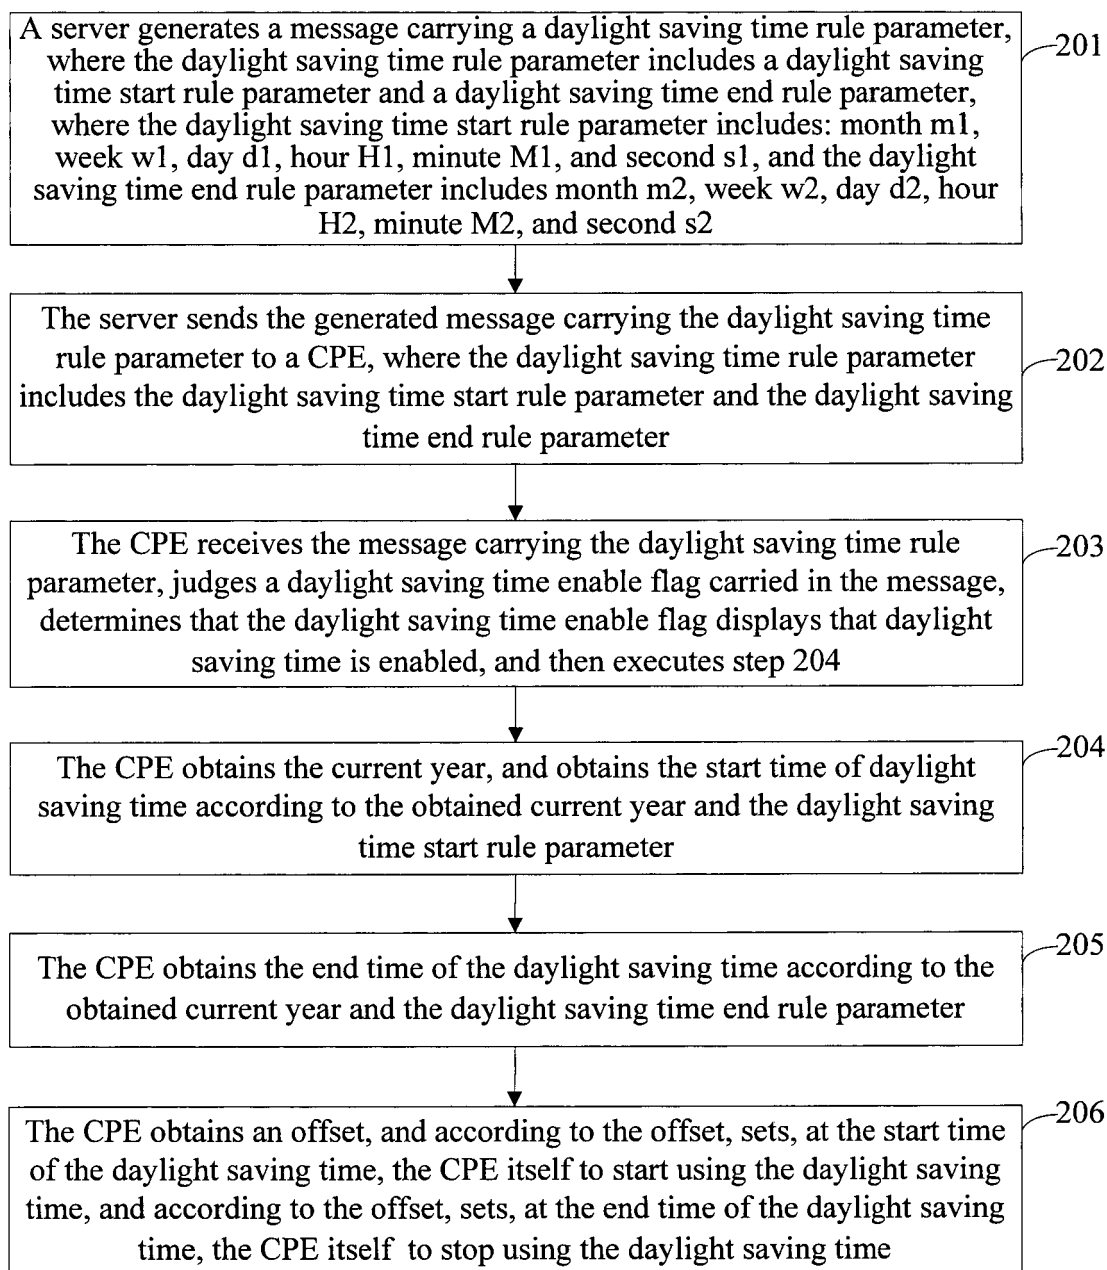 A server generates a message carrying a daylight saving time rule parameter,
where the daylight saving time rule parameter includes a daylight saving
time start rule parameter and a daylight saving time end rule parameter,
where the daylight saving time start rule parameter includes: month m1,
week w1, day d1, hour H1, minute M1, and second s1, and the daylight
saving time end rule parameter includes month m2, week w2, day d2, hour
H2, minute M2, and second s2
201
The server sends the generated message carrying the daylight saving time
rule parameter to a CPE, where the daylight saving time rule parameter
includes the daylight saving time start rule parameter and the daylight saving
time end rule parameter
202
The CPE receives the message carrying the daylight saving time rule
parameter, judges a daylight saving time enable flag carried in the message,
determines that the daylight saving time enable flag displays that daylight
saving time is enabled, and then executes step 204
203
The CPE obtains the current year, and obtains the start time of daylight
saving time according to the obtained current year and the daylight saving
time start rule parameter
204
The CPE obtains the end time of the daylight saving time according to the
obtained current year and the daylight saving time end rule parameter
205
The CPE obtains an offset, and according to the offset, sets, at the start time
of the daylight saving time, the CPE itself to start using the daylight saving
time, and according to the offset, sets, at the end time of the daylight saving
time, the CPE itself to stop using the daylight saving time
206